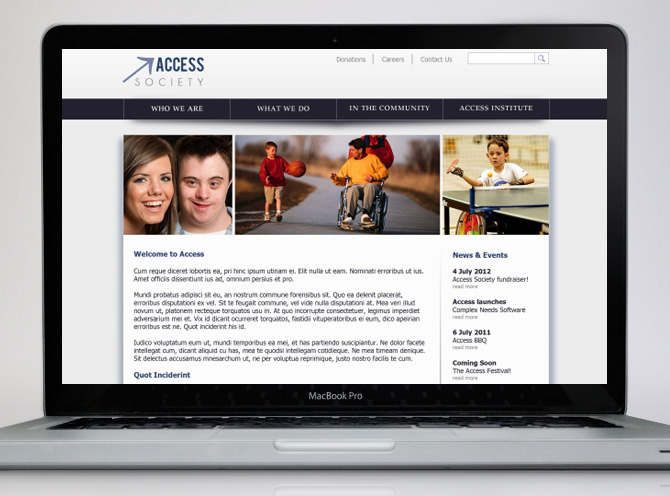 ACCESS
SOCIETY
Donations
Careers
Contact Us
WHO WE ARE
WHAT WE DO
IN THE COMMUNITY
ACCESS INSTITUTE
Welcome to Access
Cum reque diceret lobortis ea, pri hinc ipsum utinam ei. Elit nulla ut eam. Nominati erroribus ut ius.
Amet officiis dissentiunt ius ad, omnium persius et pro.
Mundi probatus adipisci sit eu, an nostrum commune forensibus sit. Quo ea delenit placerat,
erroribus disputationi ex vel. Sit te feugait commune, vel vide nulla disputationi at. Mea veri illud
novum ut, platonem recteque torquatos usu in. At quo incorrupte consectetuer, legimus imperdiet
adversarium mei et. Vix id dicant ocurreret torquatos, fastidii vituperatoribus ei eum, dico apeirian
erroribus est ne. Quot inciderint his id.
Iudico voluptatum eum ut, mundi temporibus ea mei, et has partiendo suscipiantur. Ne dolor facete
intellegat cum, dicant aliquid cu has, mea te quodsi intellegam cotidieque. Ne mea timeam denique.
Sit delectus accusamus mnesarchum ut, ne per voluptua reprimique, justo nostro facilis te cum.
Quot Inciderint
News & Events
4 July 2012
Access Society fundraiser!
read more
Access launches
Complex Needs Software
read more
6 July 2011
Access BBQ
read more
Coming Soon
The Access Festival!
read more
MacBook Pro